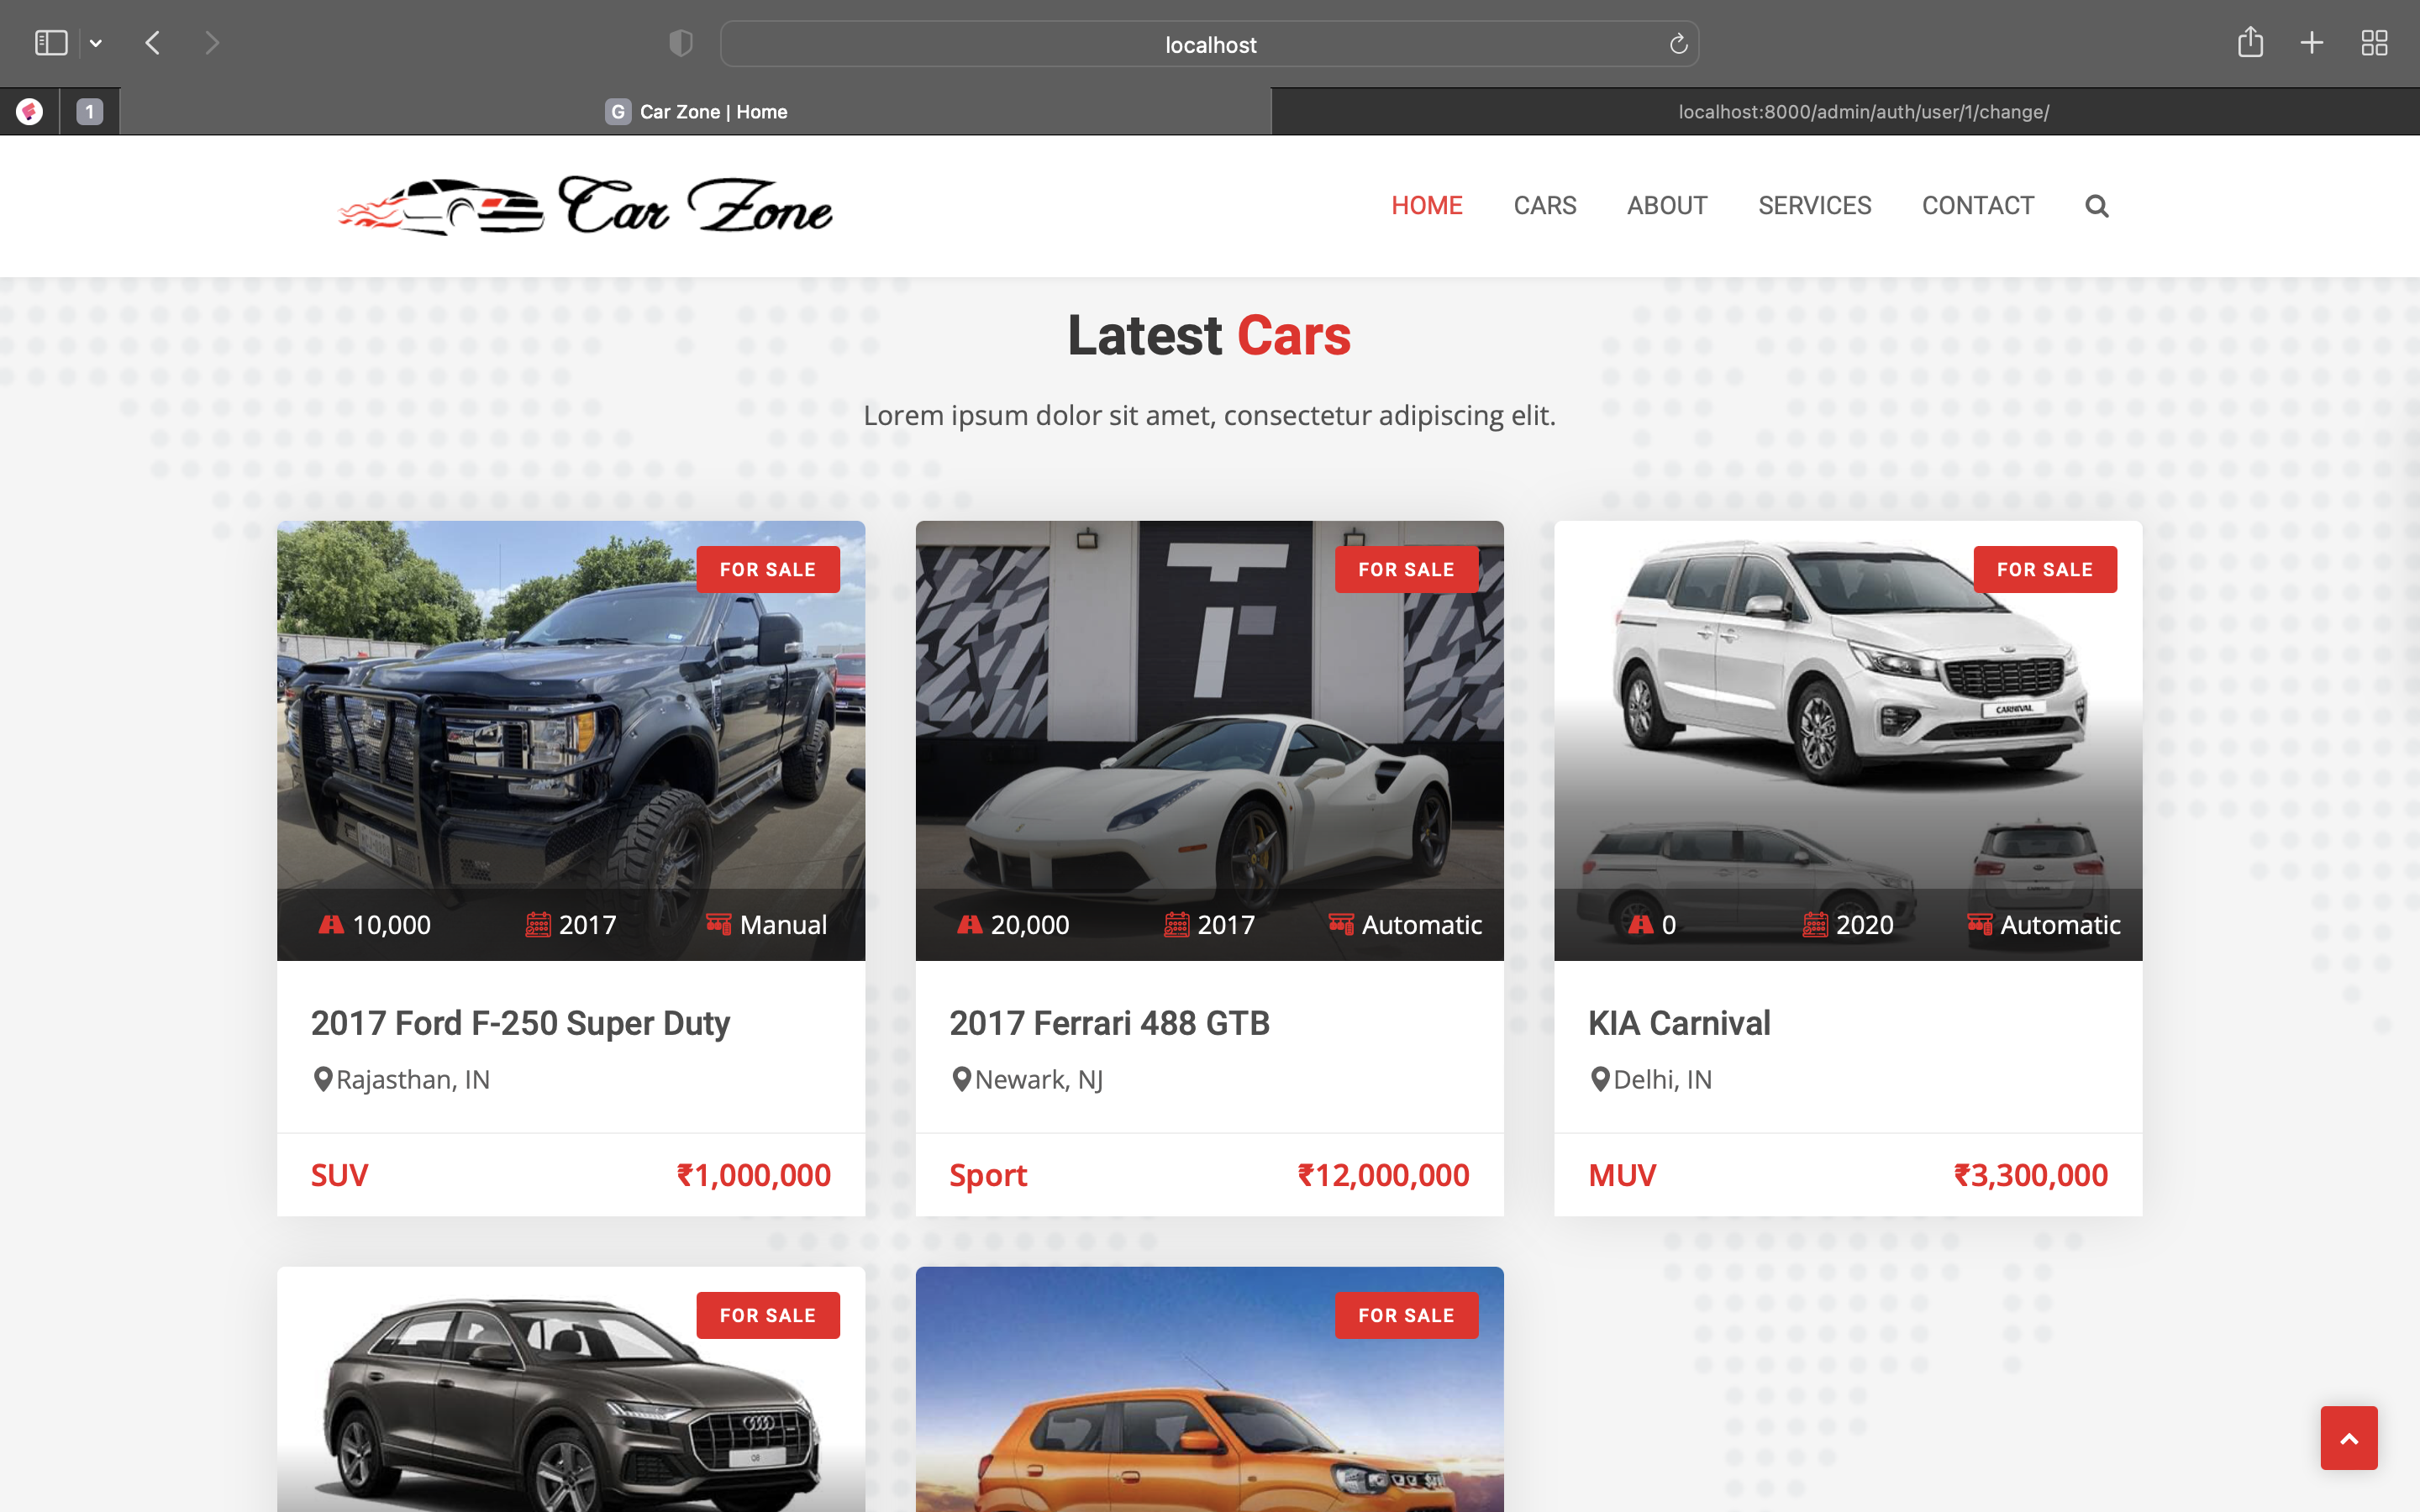 localhost
1
G Car Zone | Home
localhost:8000/admin/auth/user/1/change/
Car Zone
HOME CARS ABOUT SERVICES CONTACT
Latest Cars
Lorem ipsum dolor sit amet, consectetur adipiscing elit.
FOR SALE
10,000 2017 Manual
2017 Ford F-250 Super Duty
Rajasthan, IN
SUV ₹1,000,000
FOR SALE
20,000 2017 Automatic
2017 Ferrari 488 GTB
Newark, NJ
Sport ₹12,000,000
FOR SALE
CARNIVAL
0 2020 Automatic
KIA Carnival
Delhi, IN
MUV ₹3,300,000
FOR SALE
Q8
FOR SALE